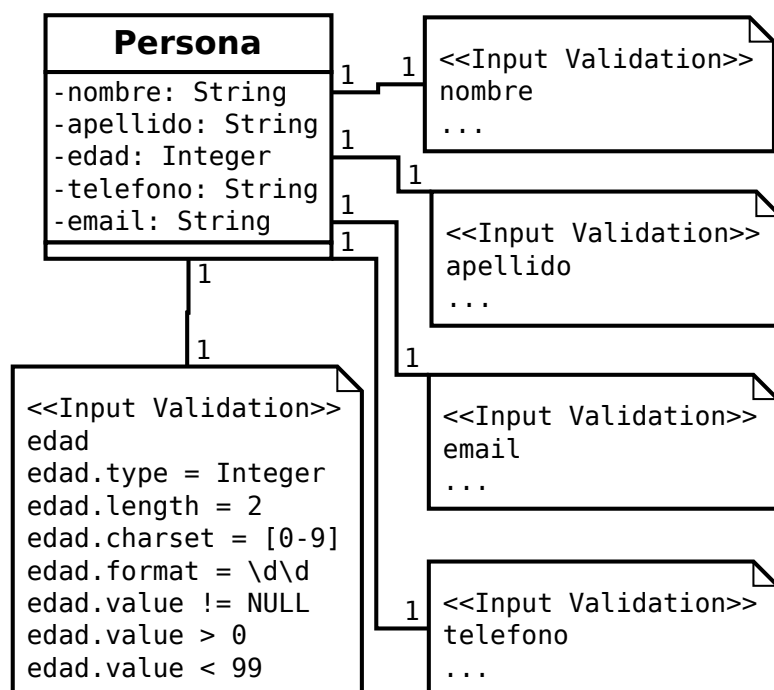 Persona
-nombre: String
-apellido: String
-edad: Integer
-telefono: String
-email: String
1
1
<<Input Validation>>
nombre
...
1
1
<<Input Validation>>
apellido
...
1
1
<<Input Validation>>
email
...
1
1
<<Input Validation>>
telefono
...
1
1
<<Input Validation>>
edad
edad.type = Integer
edad.length = 2
edad.charset = [0-9]
edad.format = \d\d
edad.value != NULL
edad.value > 0
edad.value < 99